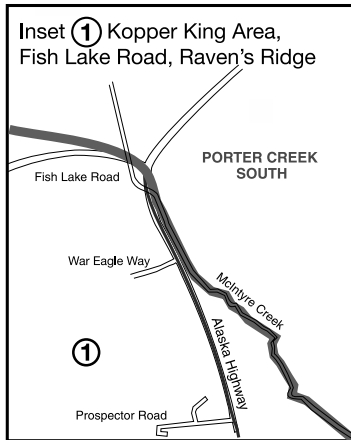 Inset 1 Kopper King Area,
Fish Lake Road, Raven's Ridge
PORTER CREEK
SOUTH
Fish Lake Road
War Eagle Way
McIntyre Creek
1
Alaska Highway
Prospector Road